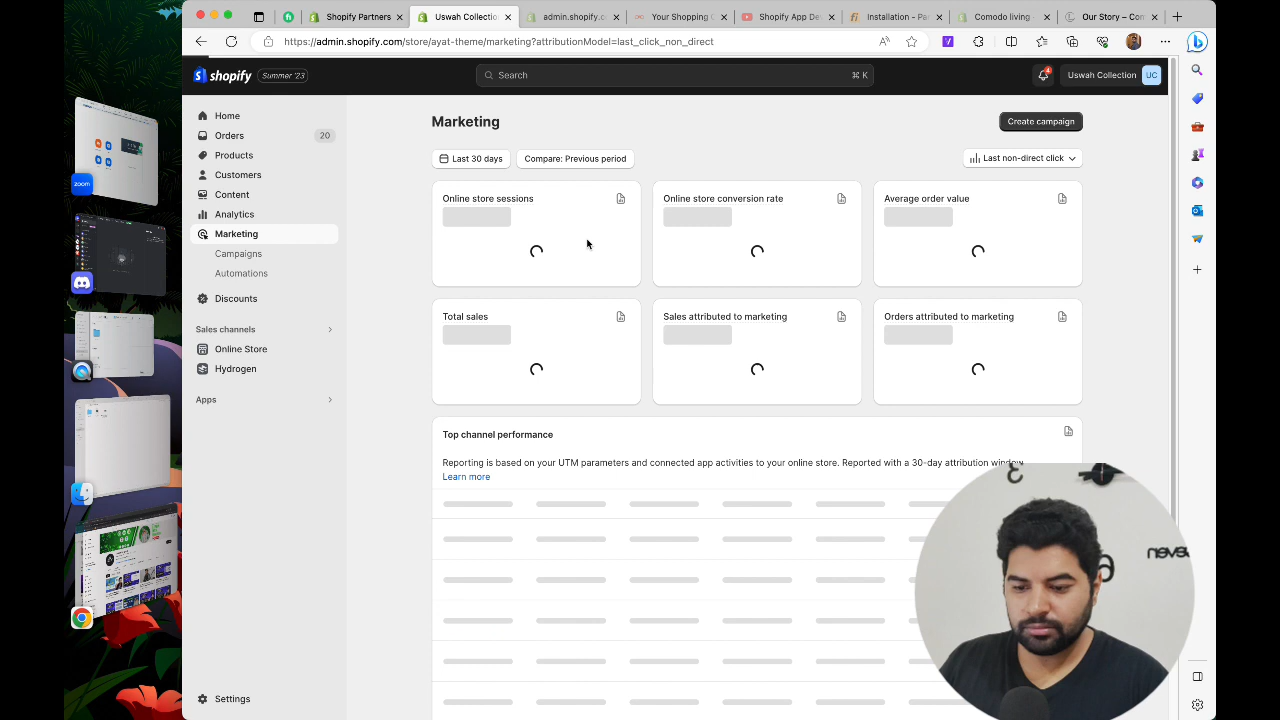 Shopify Partners
Uswah Collectio
admin.shopify.co
Your Shopping C
Shopify App De
Installation – Pa
Comodo living –
Our Story – Com
https://admin.shopify.com/store/ayat-theme/marketing?attributionModel=last_click_non_direct
shopify
Summer '23
Search
⌘ K
4
Uswah Collection
UC
Home
Orders
20
Products
Customers
Content
Analytics
Marketing
Campaigns
Automations
Discounts
Sales channels
Online Store
Hydrogen
Apps
Settings
Marketing
Create campaign
Last 30 days
Compare: Previous period
Last non-direct click
Online store sessions
Online store conversion rate
Average order value
Total sales
Sales attributed to marketing
Orders attributed to marketing
Top channel performance
Reporting is based on your UTM parameters and connected app activities to your online store. Reported with a 30-day attribution window.
Learn more
zoom